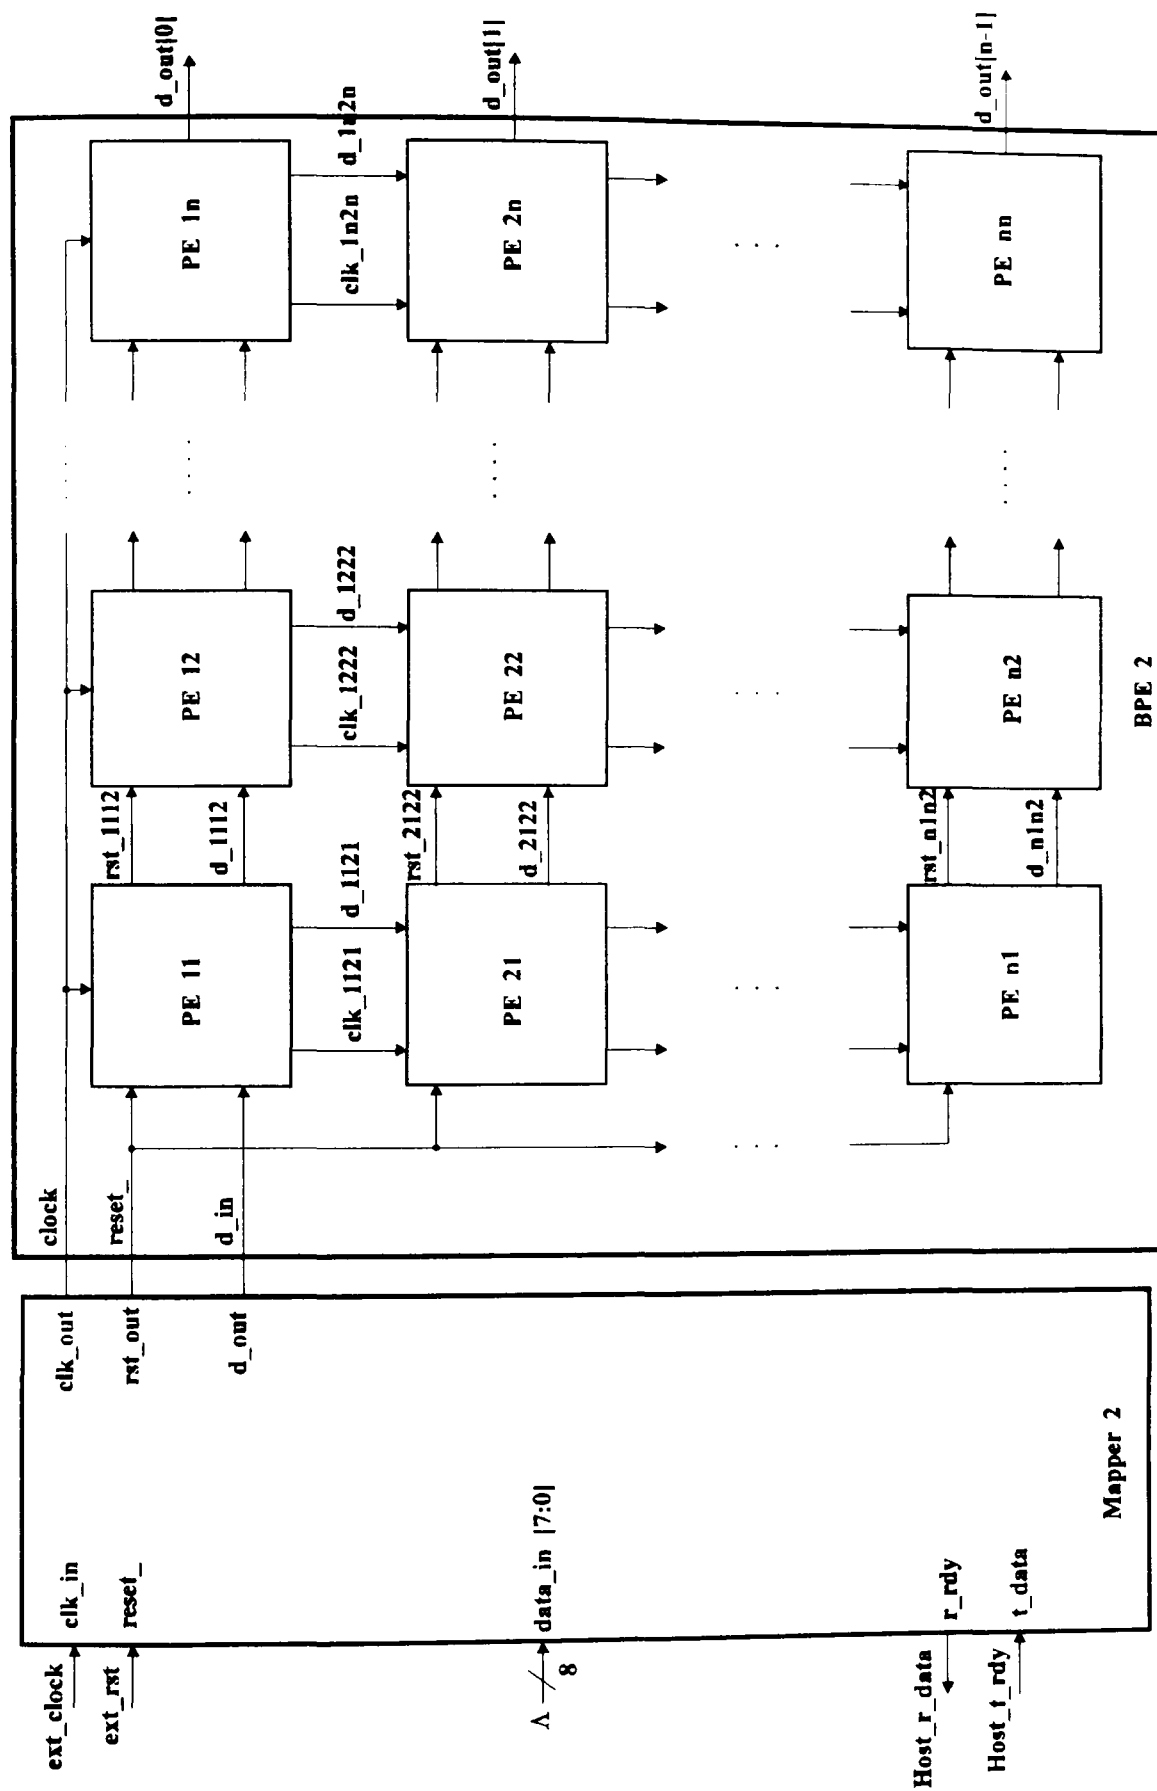 ext_clock
clk_in
clk_out
clock
ext_rst
reset_
rst_out
reset_
d_out
d_in
A
8
data_in [7:0]
Host_r_data
r_rdy
Host_t_rdy
t_data
Mapper 2
PE 11
rst_1112
d_1112
PE 12
PE 1n
d_out[0]
clk_1121
d_1121
clk_1222
d_1222
clk_1n2n
d_1n2n
PE 21
rst_2122
d_2122
PE 22
PE 2n
d_out[1]
. . .
. . .
. . .
. . .
PE n1
rst_n1n2
d_n1n2
PE n2
PE nn
d_out[n-1]
BPE 2